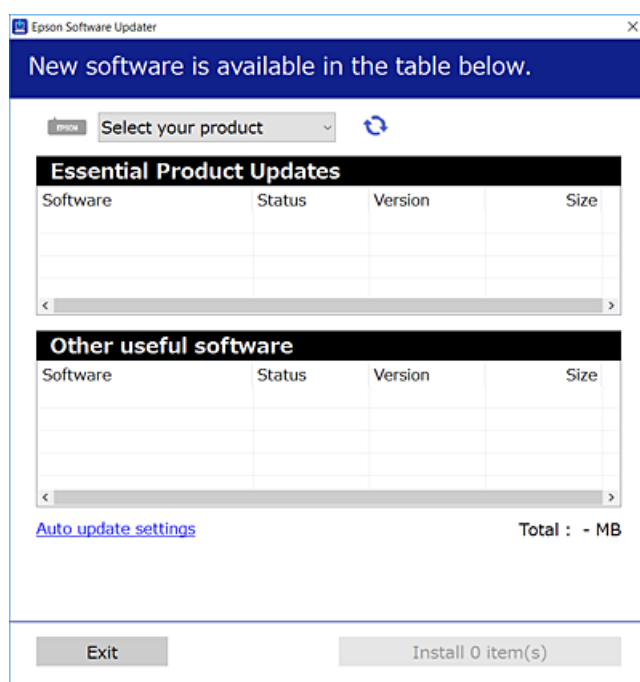 Epson Software Updater
New software is available in the table below.
EPSON Select your product
Essential Product Updates
Software Status Version Size
Other useful software
Software Status Version Size
Auto update settings Total : - MB
Exit Install 0 item(s)